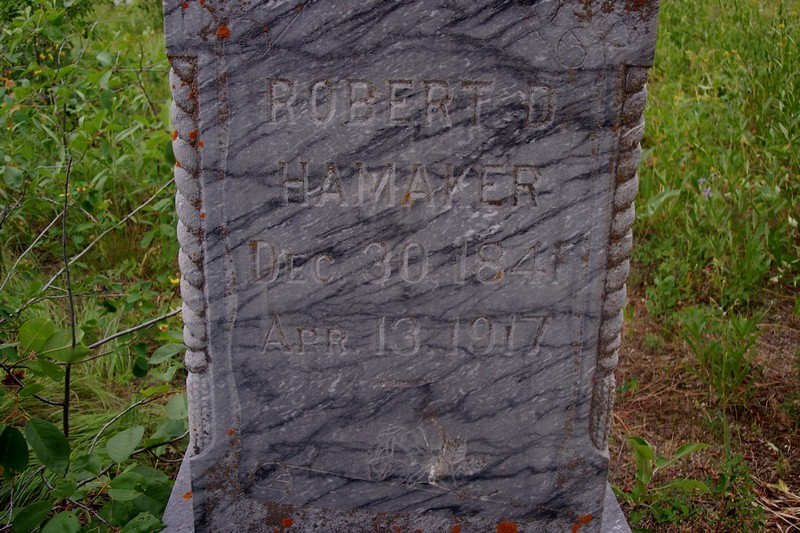 ROBERT D.
HAMAKER
DEC. 30, 1841
APR. 13, 1917